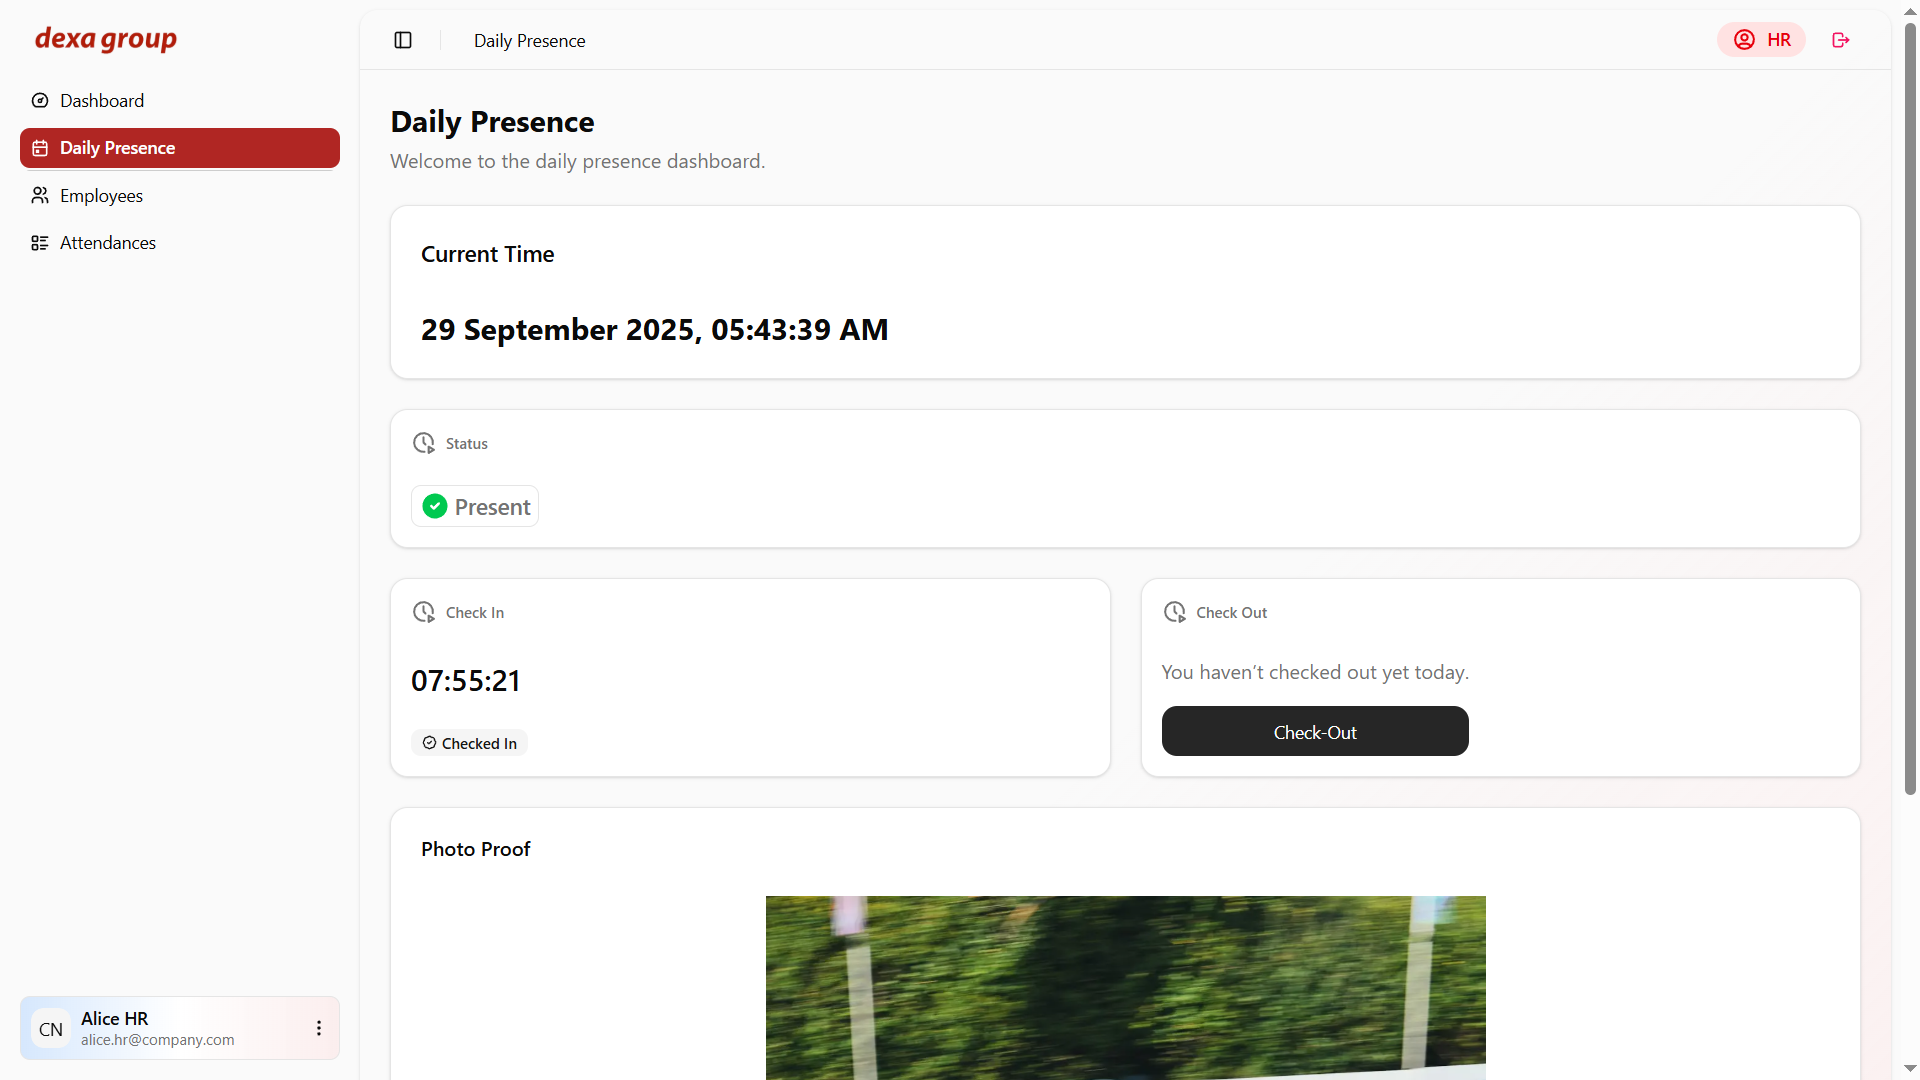 dexa group
Dashboard
Daily Presence
Employees
Attendances
CN
Alice HR
alice.hr@company.com
Daily Presence
HR
Daily Presence
Welcome to the daily presence dashboard.
Current Time
29 September 2025, 05:43:39 AM
Status
Present
Check In
07:55:21
Checked In
Check Out
You haven’t checked out yet today.
Check-Out
Photo Proof